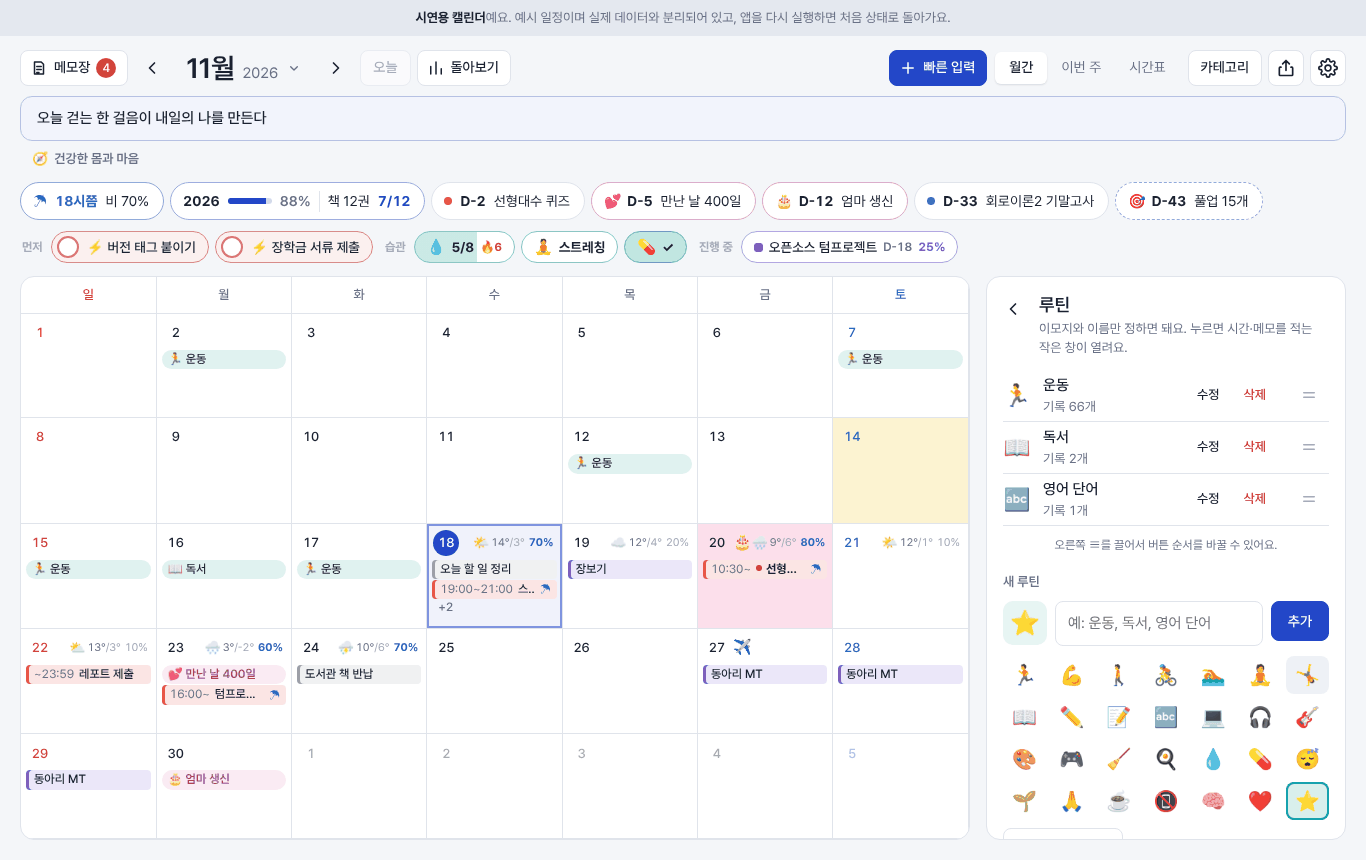 시연용 캘린더예요. 예시 일정이며 실제 데이터와 분리되어 있고, 앱을 다시 실행하면 처음 상태로 돌아가요.
메모장 4 11월 2026 오늘 돌아보기 빠른 입력 월간 이번 주 시간표 카테고리
오늘 걷는 한 걸음이 내일의 나를 만든다
건강한 몸과 마음
18시쯤 비 70% 2026 88% 책 12권 7/12 D-2 선형대수 퀴즈 D-5 만난 날 400일 D-12 엄마 생신 D-33 회로이론2 기말고사 D-43 풀업 15개
먼저 버전 태그 붙이기 장학금 서류 제출 습관 5/8 6 스트레칭 진행 중 오픈소스 텀프로젝트 D-18 25%
일 월 화 수 목 금 토
1 2 3 4 5 6 7
운동 운동
8 9 10 11 12 13 14
운동
15 16 17 18 14°/3° 70% 19 12°/4° 20% 20 9°/6° 80% 21 12°/1° 10%
운동 독서 운동 오늘 할 일 정리 장보기 10:30~ 선형...
19:00~21:00 스..
+2
22 13°/3° 10% 23 3°/-2° 60% 24 10°/6° 70% 25 26 27 28
~23:59 레포트 제출 만난 날 400일 도서관 책 반납 동아리 MT 동아리 MT
16:00~ 텀프로...
29 30 1 2 3 4 5
동아리 MT 엄마 생신
루틴
이모지와 이름만 정하면 돼요. 누르면 시간·메모를 적는
작은 창이 열려요.
운동 수정 삭제
기록 66개
독서 수정 삭제
기록 2개
abc 영어 단어 수정 삭제
기록 1개
오른쪽 =를 끌어서 버튼 순서를 바꿀 수 있어요.
새 루틴
예: 운동, 독서, 영어 단어 추가
abc